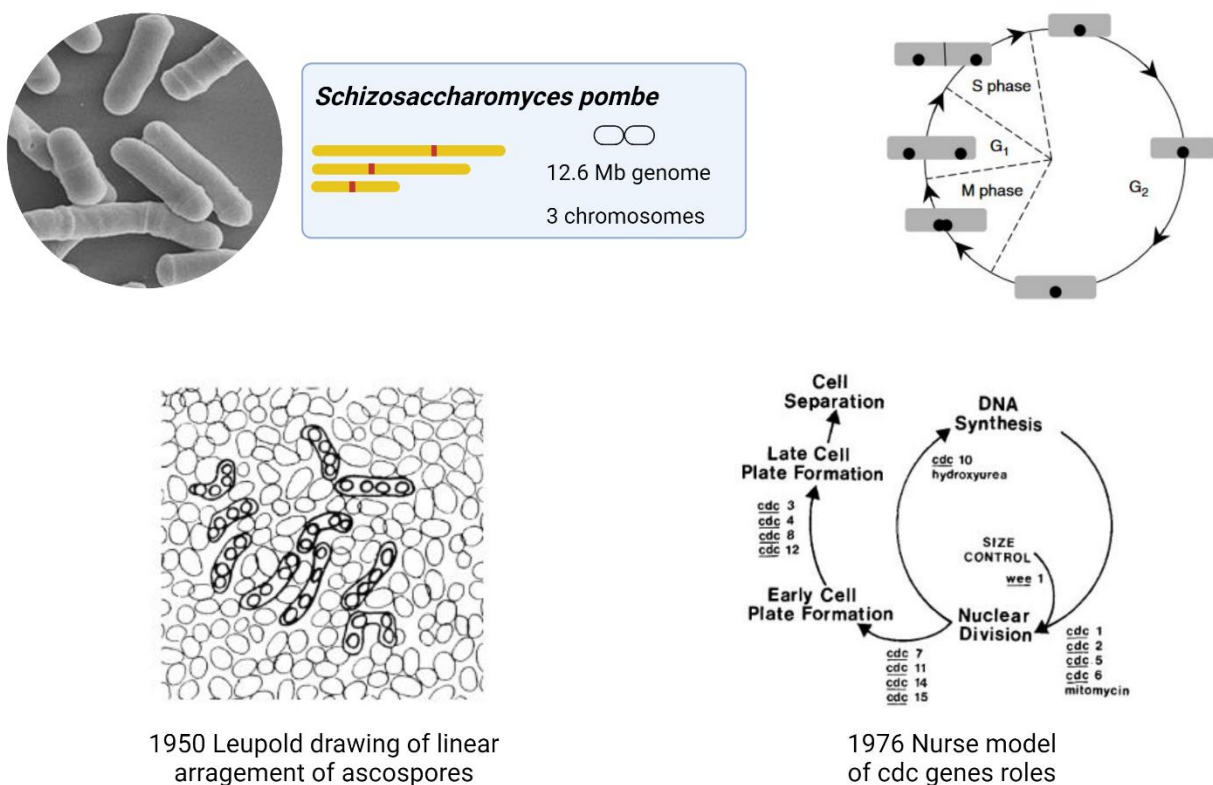 Schizosaccharomyces pombe
12.6 Mb genome
3 chromosomes
S phase
G1
M phase
G2
1950 Leupold drawing of linear
arragement of ascospores
Cell
Separation
DNA
Synthesis
Late Cell
Plate Formation
cdc 10
hydroxyurea
cdc 3
cdc 4
cdc 8
cdc 12
SIZE
CONTROL
wee 1
Early Cell
Plate Formation
Nuclear
Division
cdc 7
cdc 11
cdc 14
cdc 15
cdc 1
cdc 2
cdc 5
cdc 6
mitomycin
1976 Nurse model
of cdc genes roles